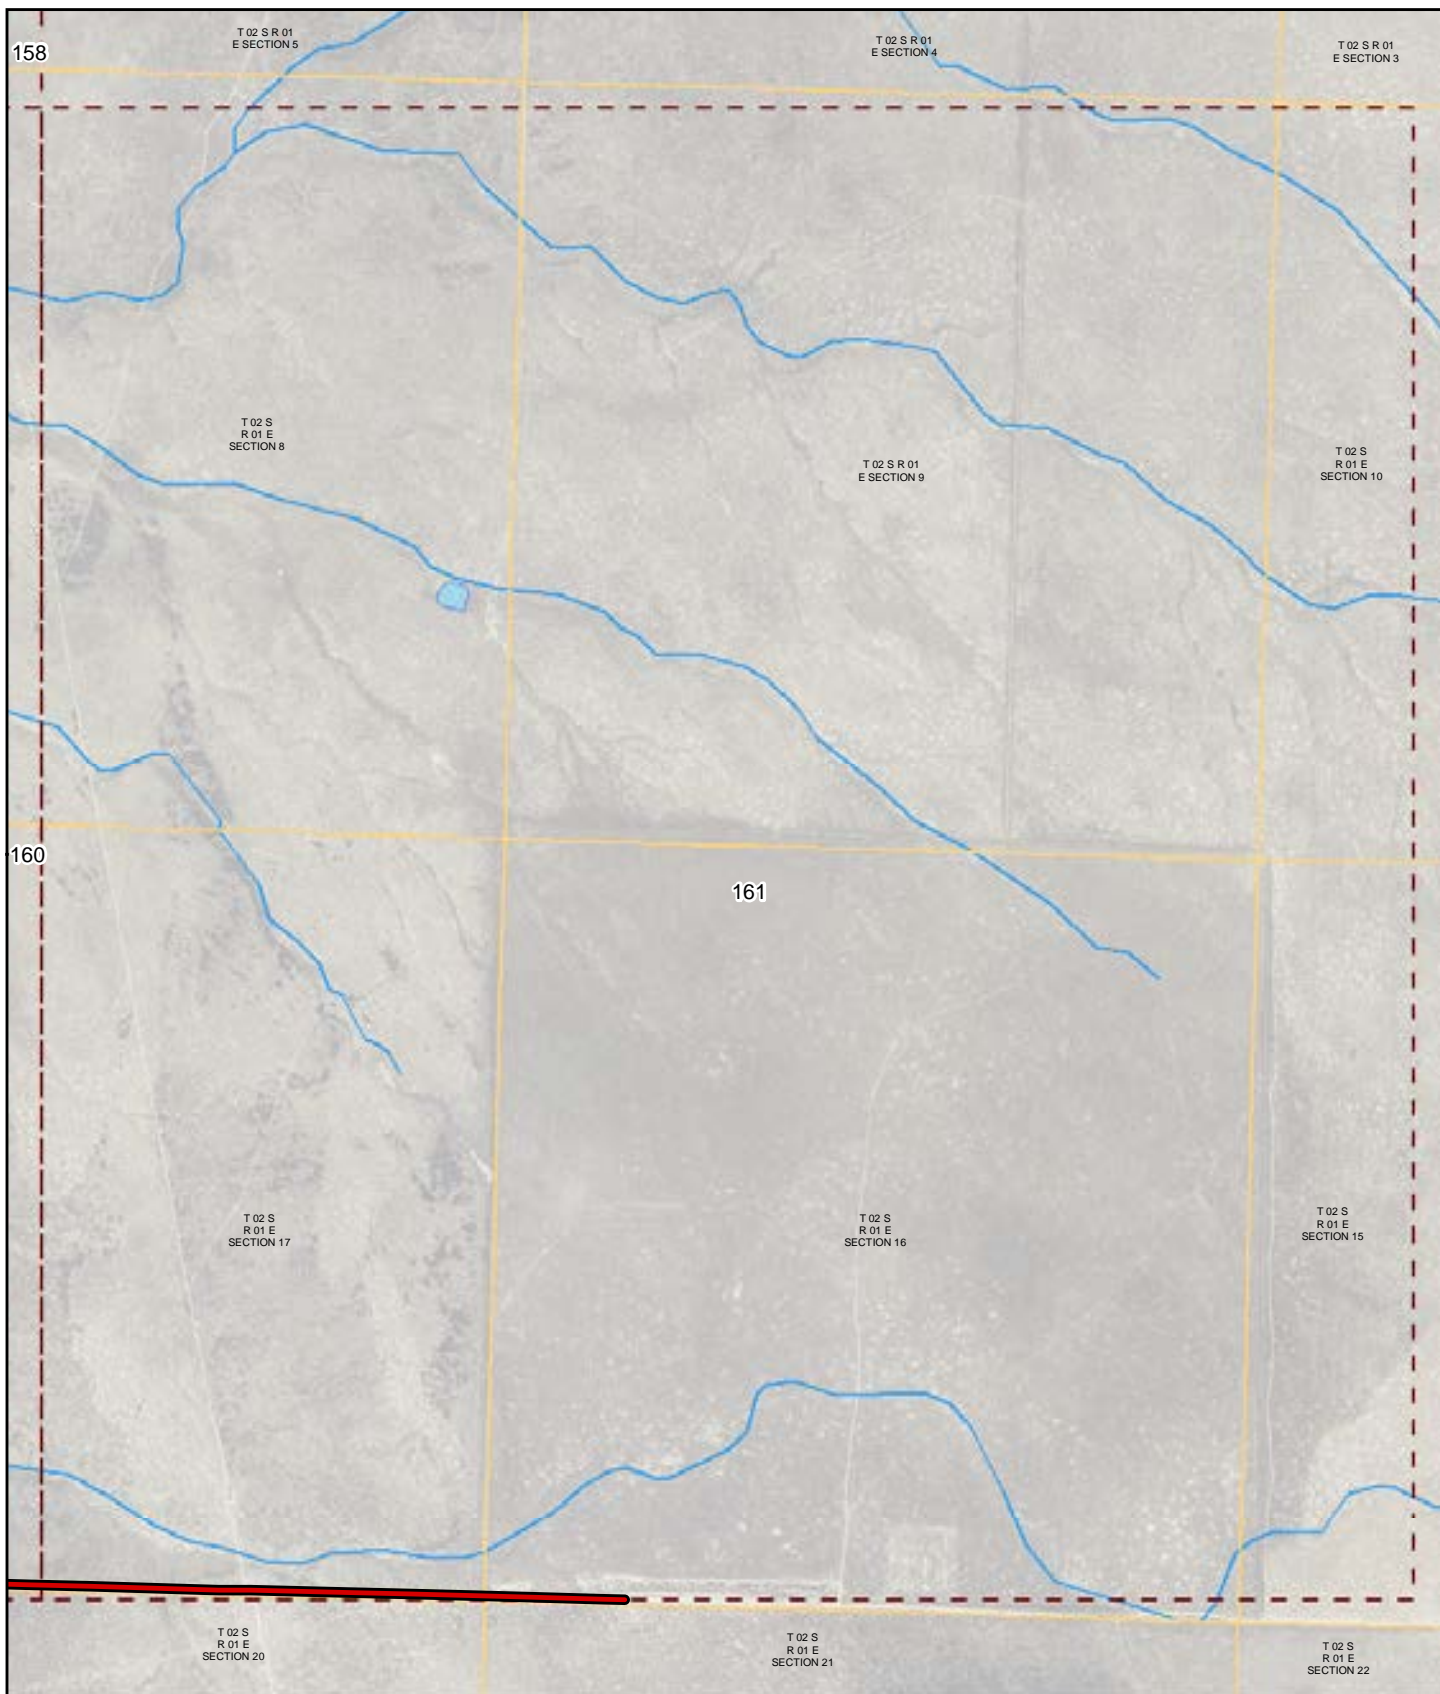 T 02 S R 01
E SECTION 5
T 02 S R 01
E SECTION 4
T 02 S R 01
E SECTION 3
158
T 02 S
R 01 E
SECTION 8
T 02 S R 01
E SECTION 9
T 02 S
R 01 E
SECTION 10
160
161
T 02 S
R 01 E
SECTION 17
T 02 S
R 01 E
SECTION 16
T 02 S
R 01 E
SECTION 15
T 02 S
R 01 E
SECTION 20
T 02 S
R 01 E
SECTION 21
T 02 S
R 01 E
SECTION 22